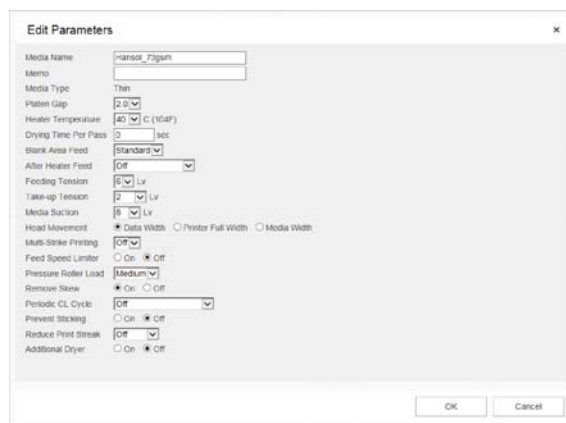 Edit Parameters ×
Media Name Hansol_73gsm
Memo
Media Type Thin
Platen Gap 2.0
Heater Temperature 40 C (104F)
Drying Time Per Pass 0 sec
Blank Area Feed Standard
After Heater Feed Off
Feeding Tension 6 Lv
Take-up Tension 2 Lv
Media Suction 8 Lv
Head Movement Data Width Printer Full Width Media Width
Multi-Strike Printing Off
Feed Speed Limiter On Off
Pressure Roller Load Medium
Remove Skew On Off
Periodic CL Cycle Off
Prevent Sticking On Off
Reduce Print Streak Off
Additional Dryer On Off
OK Cancel